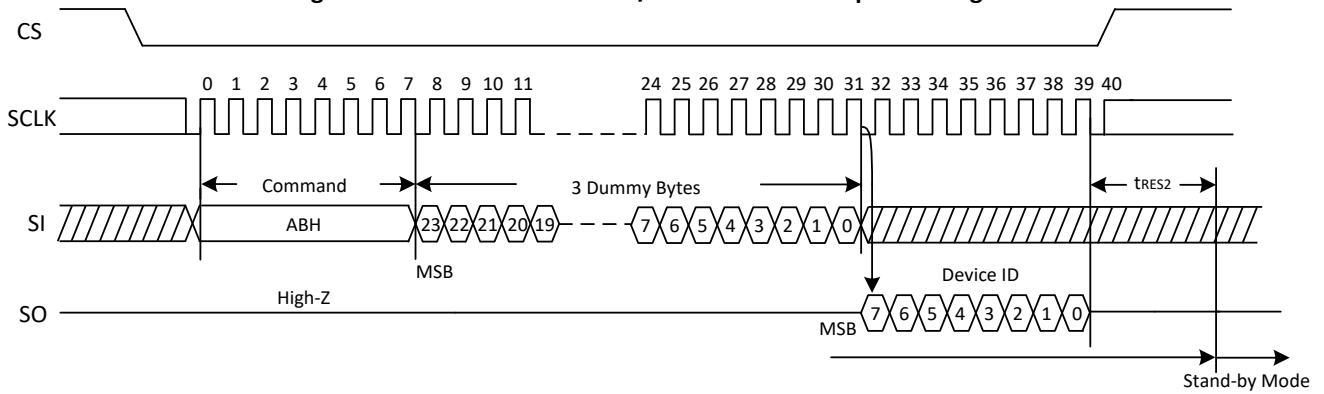 CS
0 1 2 3 4 5 6 7 8 9 10 11 24 25 26 27 28 29 30 31 32 33 34 35 36 37 38 39 40
SCLK
Command 3 Dummy Bytes tRES2
SI ABH 23 22 21 20 19 7 6 5 4 3 2 1 0
MSB Device ID
High-Z
SO 7 6 5 4 3 2 1 0
MSB
Stand-by Mode